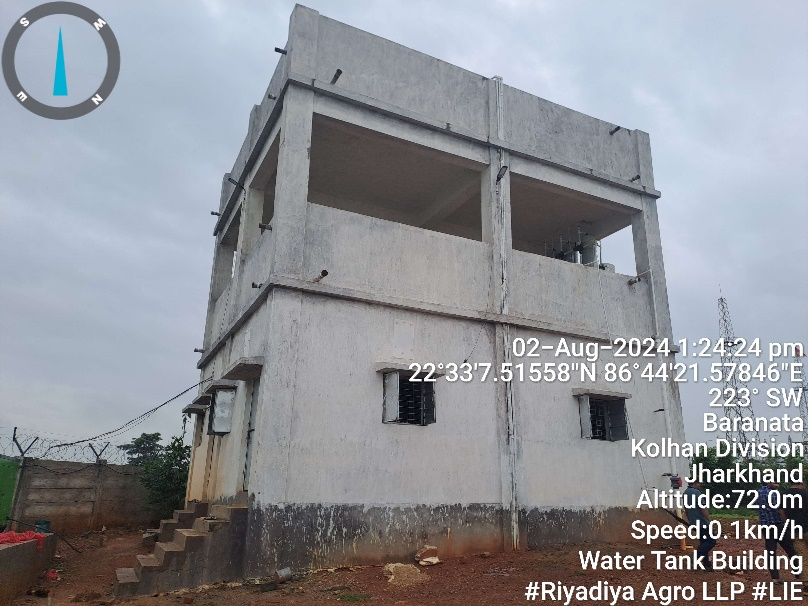 S
W
E
N
02-Aug-2024 1:24:24 pm
22°33'7.51558"N 86°44'21.57846"E
223° SW
Baranata
Kolhan Division
Jharkhand
Altitude:72.0m
Speed:0.1km/h
Water Tank Building
#Riyadiya Agro LLP #LIE